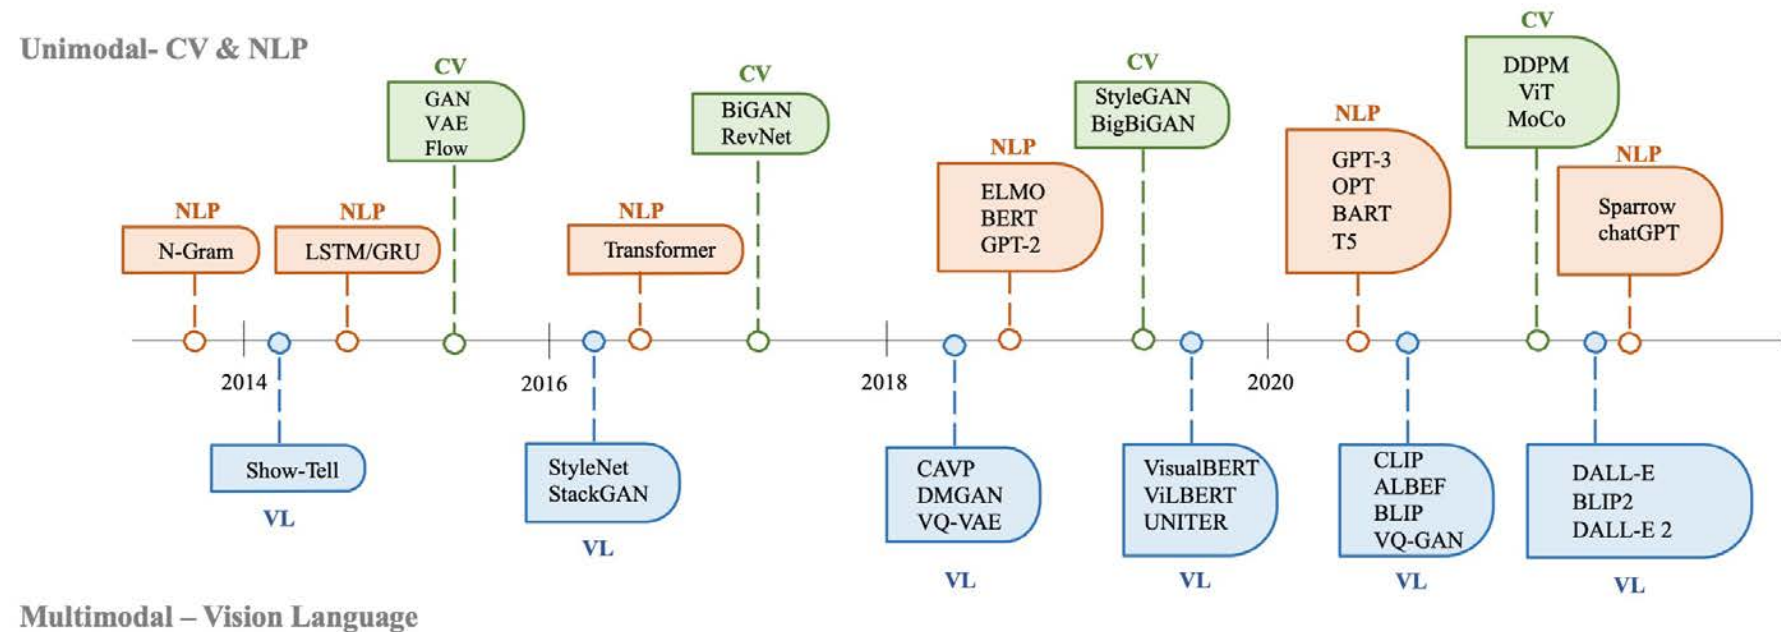 Unimodal- CV & NLP
NLP
N-Gram
NLP
LSTM/GRU
CV
GAN
VAE
Flow
NLP
Transformer
CV
BiGAN
RevNet
NLP
ELMO
BERT
GPT-2
CV
StyleGAN
BigBiGAN
NLP
GPT-3
OPT
BART
T5
CV
DDPM
ViT
MoCo
NLP
Sparrow
chatGPT
2014
2016
2018
2020
Show-Tell
VL
StyleNet
StackGAN
VL
CAVP
DMGAN
VQ-VAE
VL
VisualBERT
ViLBERT
UNITER
VL
CLIP
ALBEF
BLIP
VQ-GAN
VL
DALL-E
BLIP2
DALL-E 2
VL
Multimodal – Vision Language